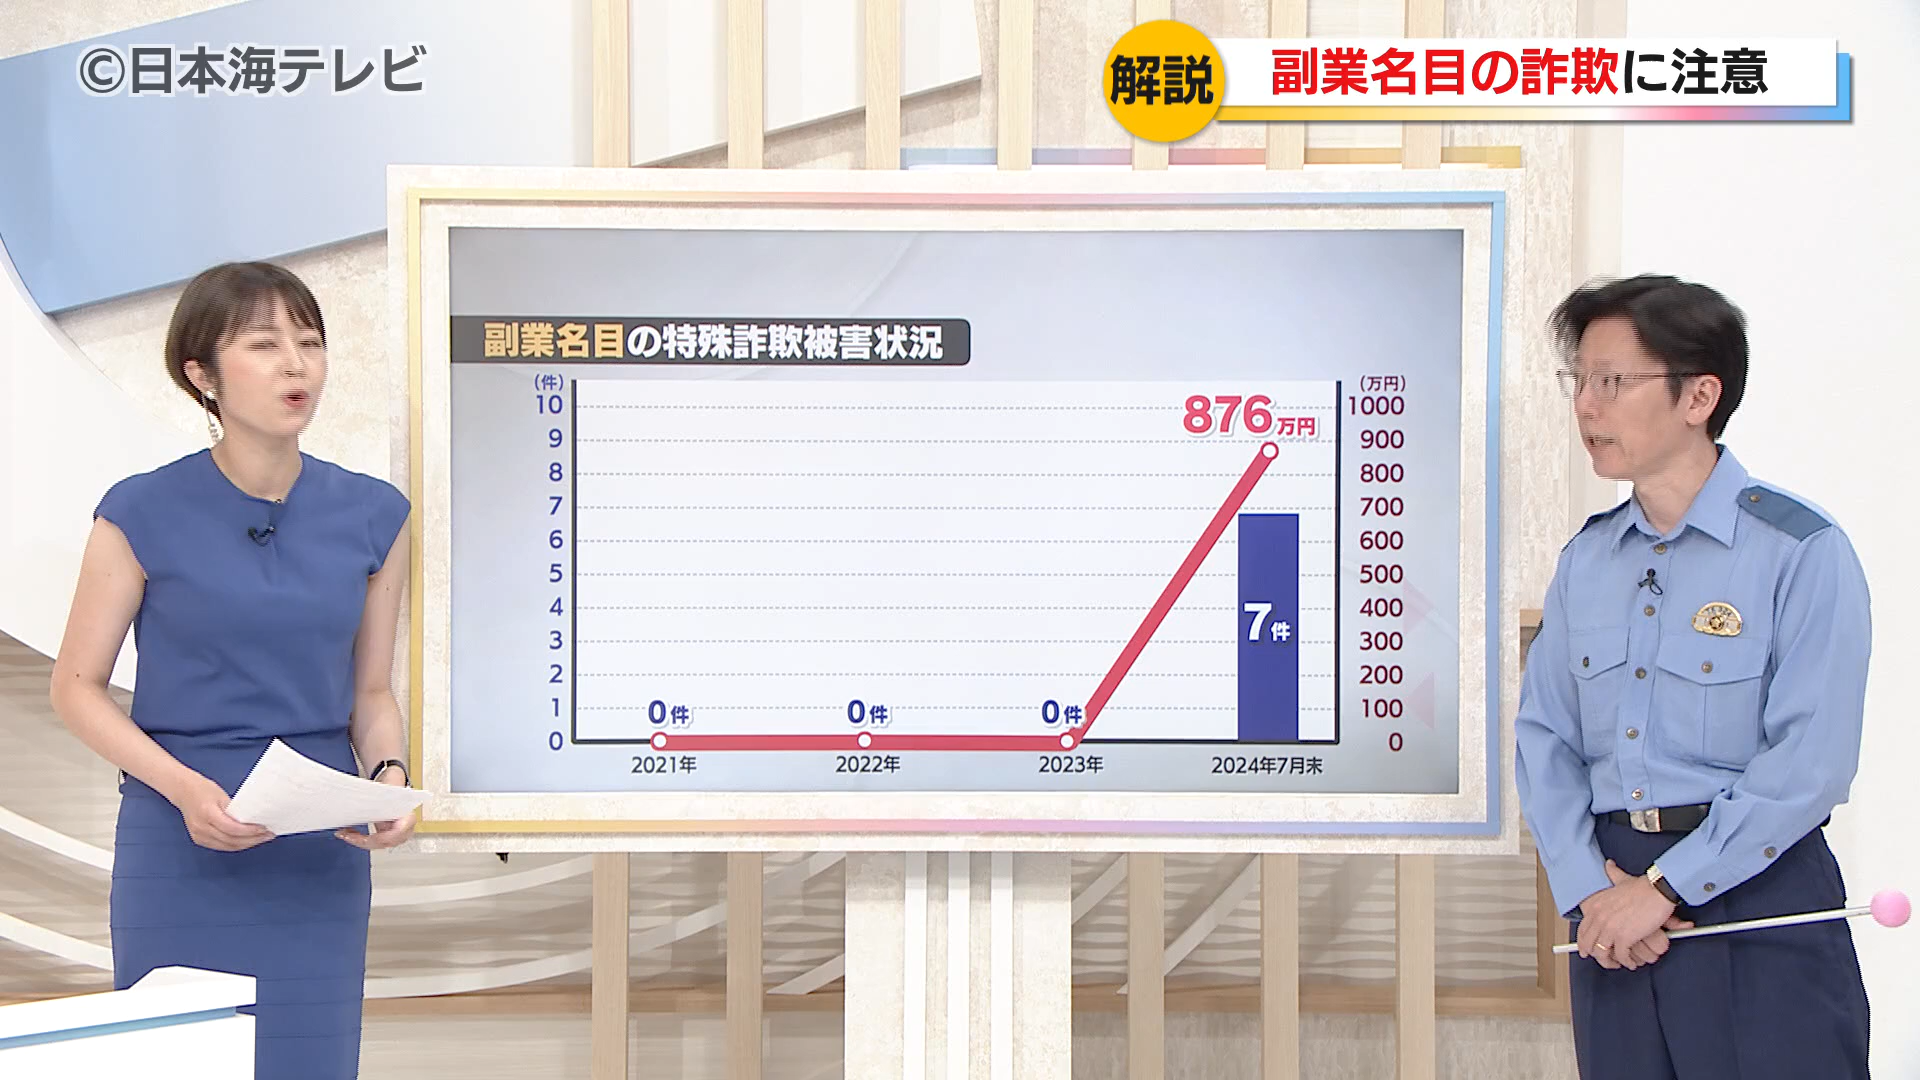 ©日本海テレビ
解説
副業名目の詐欺に注意
副業名目の特殊詐欺被害状況
(件)
(万円)
10
9
8
7
6
5
4
3
2
1
0
1000
900
800
700
600
500
400
300
200
100
0
876万円
7件
0件
0件
0件
2021年
2022年
2023年
2024年7月末